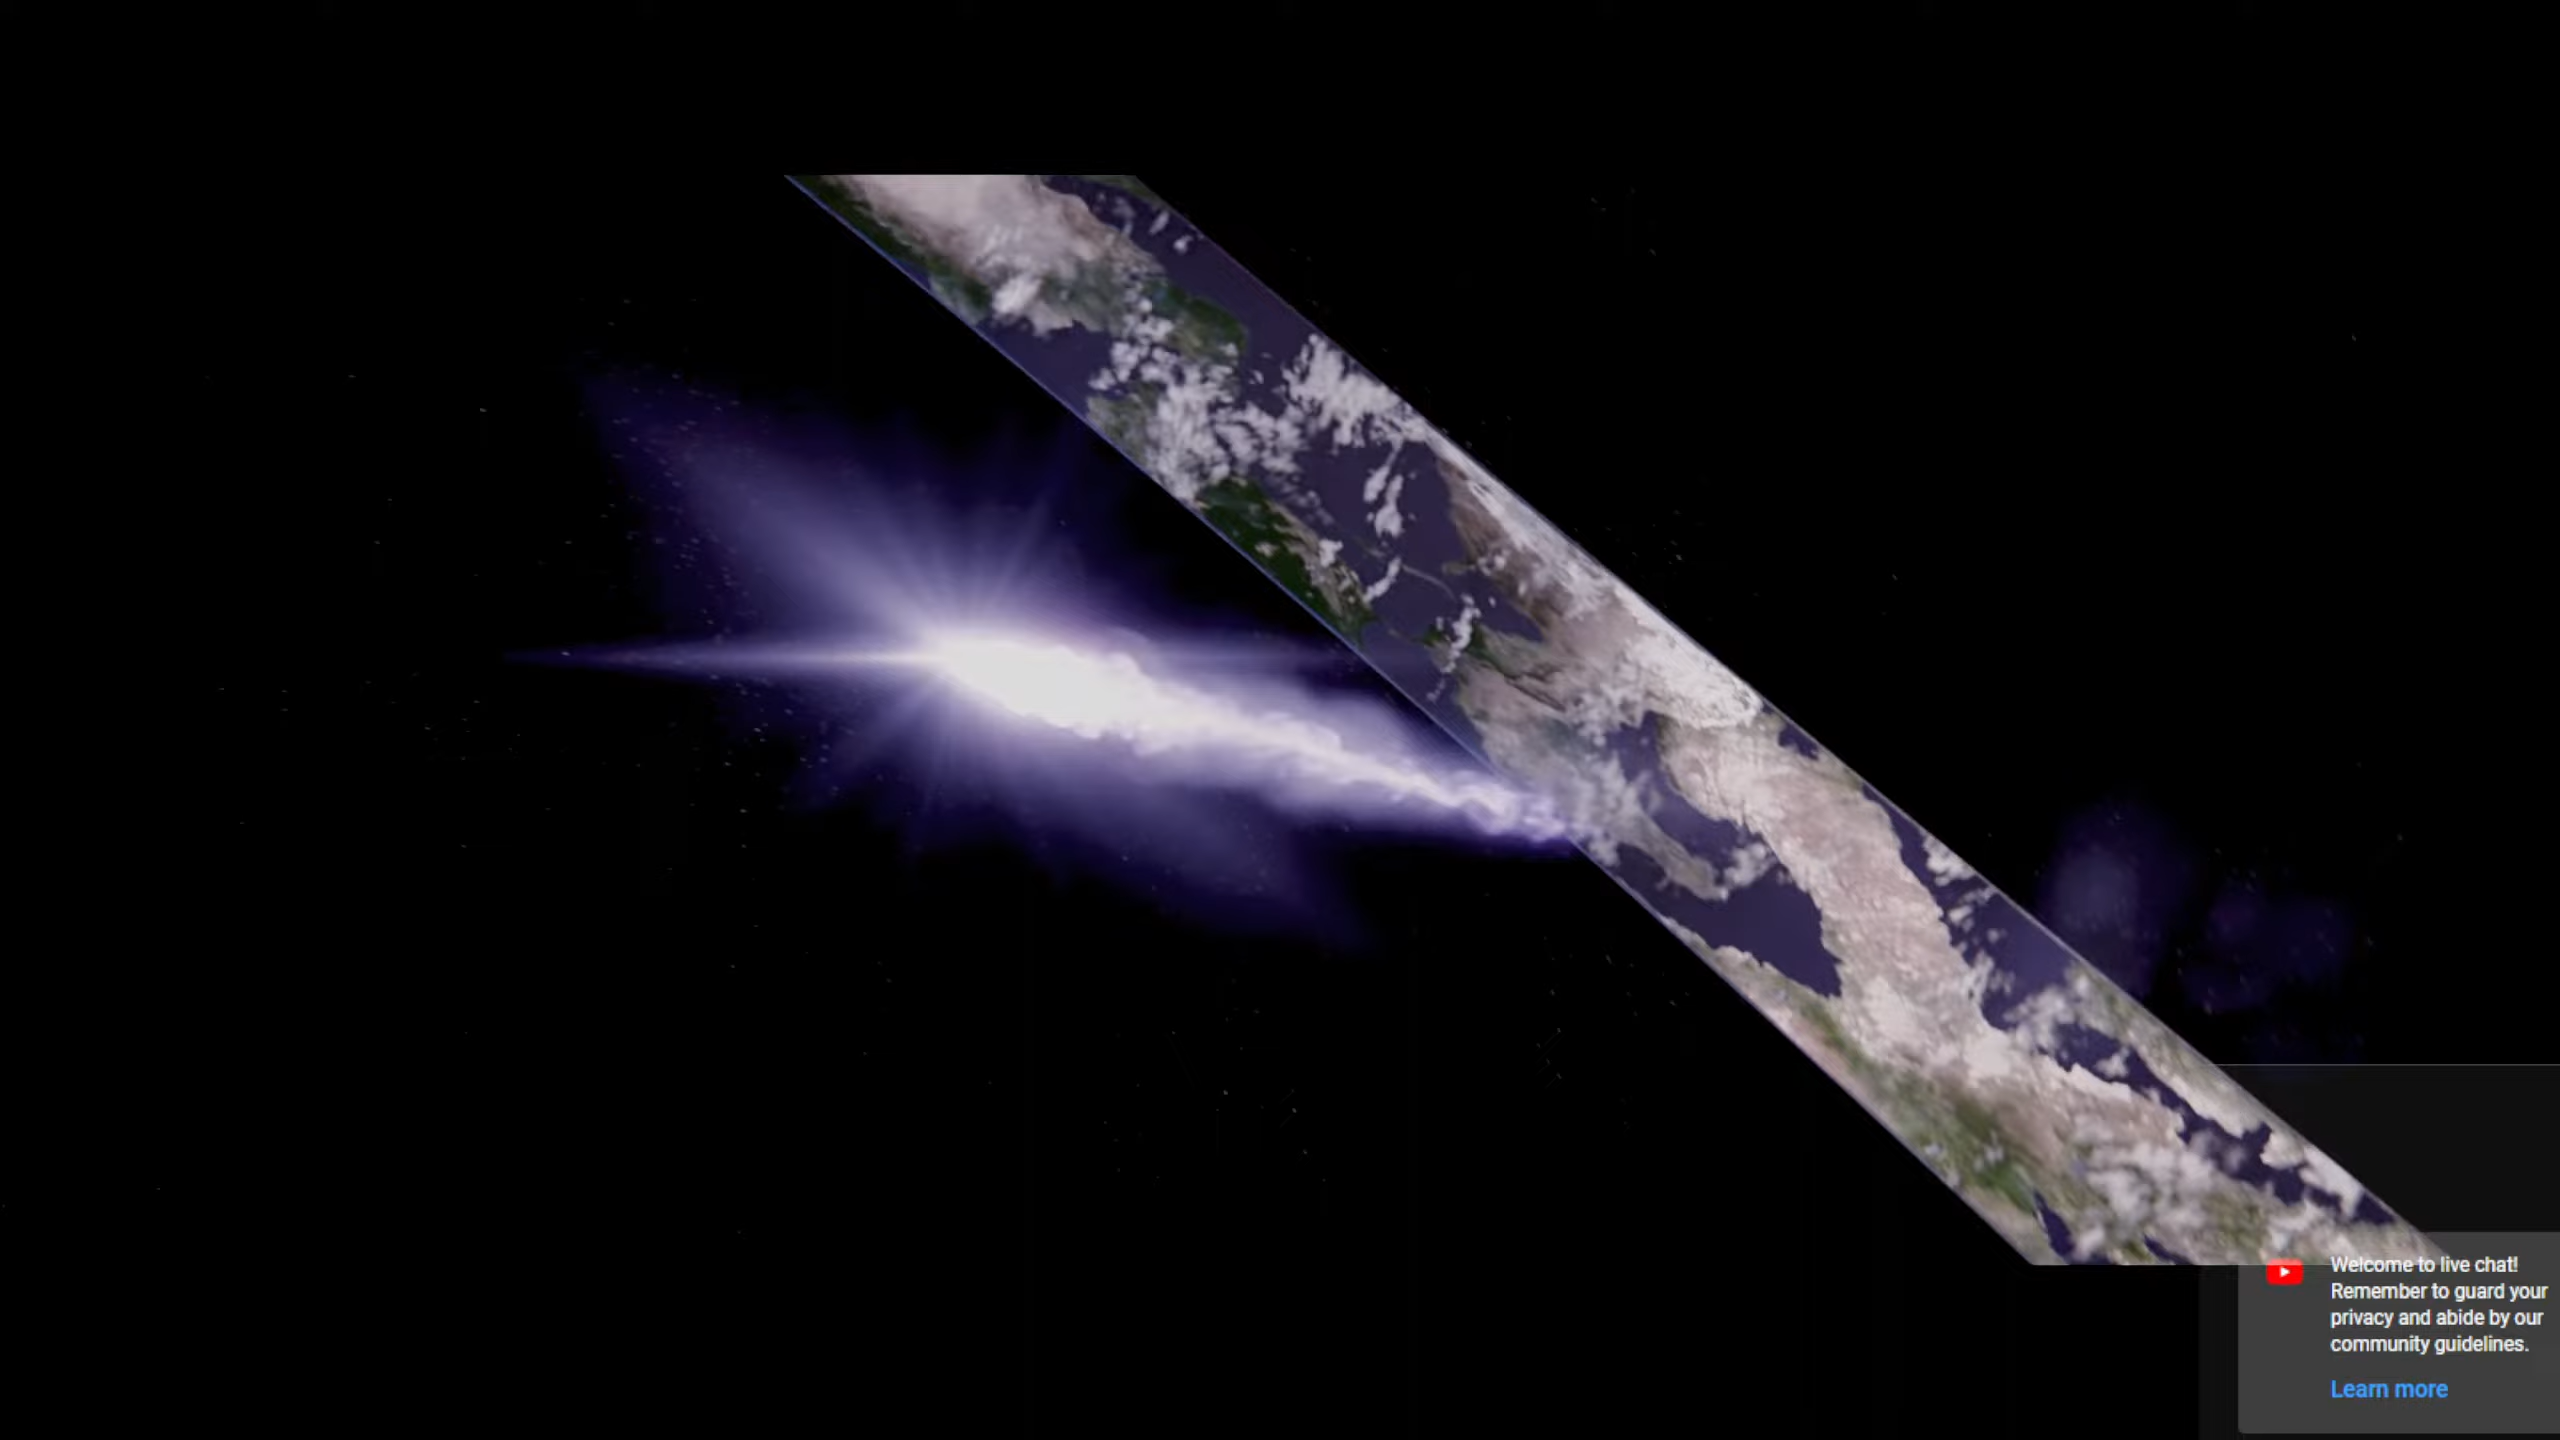 Welcome to live chat!
Remember to guard your
privacy and abide by our
community guidelines.
Learn more